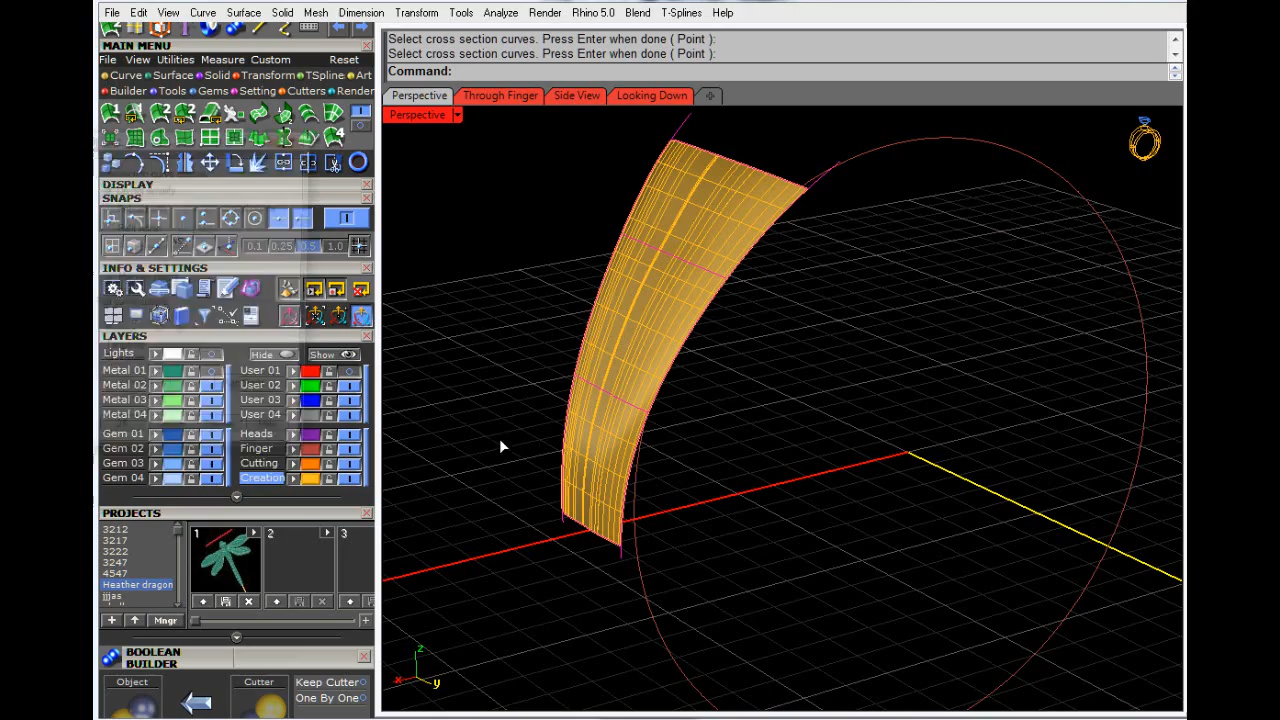 File Edit View Curve Surface Solid Mesh Dimension Transform Tools Analyze Render Rhino 5.0 Blend T-Splines Help
Select cross section curves. Press Enter when done ( Point ):
Select cross section curves. Press Enter when done ( Point ):
Command:
Perspective Through Finger Side View Looking Down
Perspective
MAIN MENU
File View Utilities Measure Custom Reset
Curve Surface Solid Transform TSpline Art
Builder Tools Gems Setting Cutters Render
1 2 2 1
4
DISPLAY
SNAPS
0.1 0.25 0.5 1.0
INFO & SETTINGS
LAYERS
Lights Hide Show
Metal 01 User 01
Metal 02 User 02
Metal 03 User 03
Metal 04 User 04
Gem 01 Heads
Gem 02 Finger
Gem 03 Cutting
Gem 04 Creation
PROJECTS
3212
3217
3222
3247
4547
Heather dragon
1 2 3
Mngr
BOOLEAN
BUILDER
Object Cutter Keep Cutter
One By One
z
x y